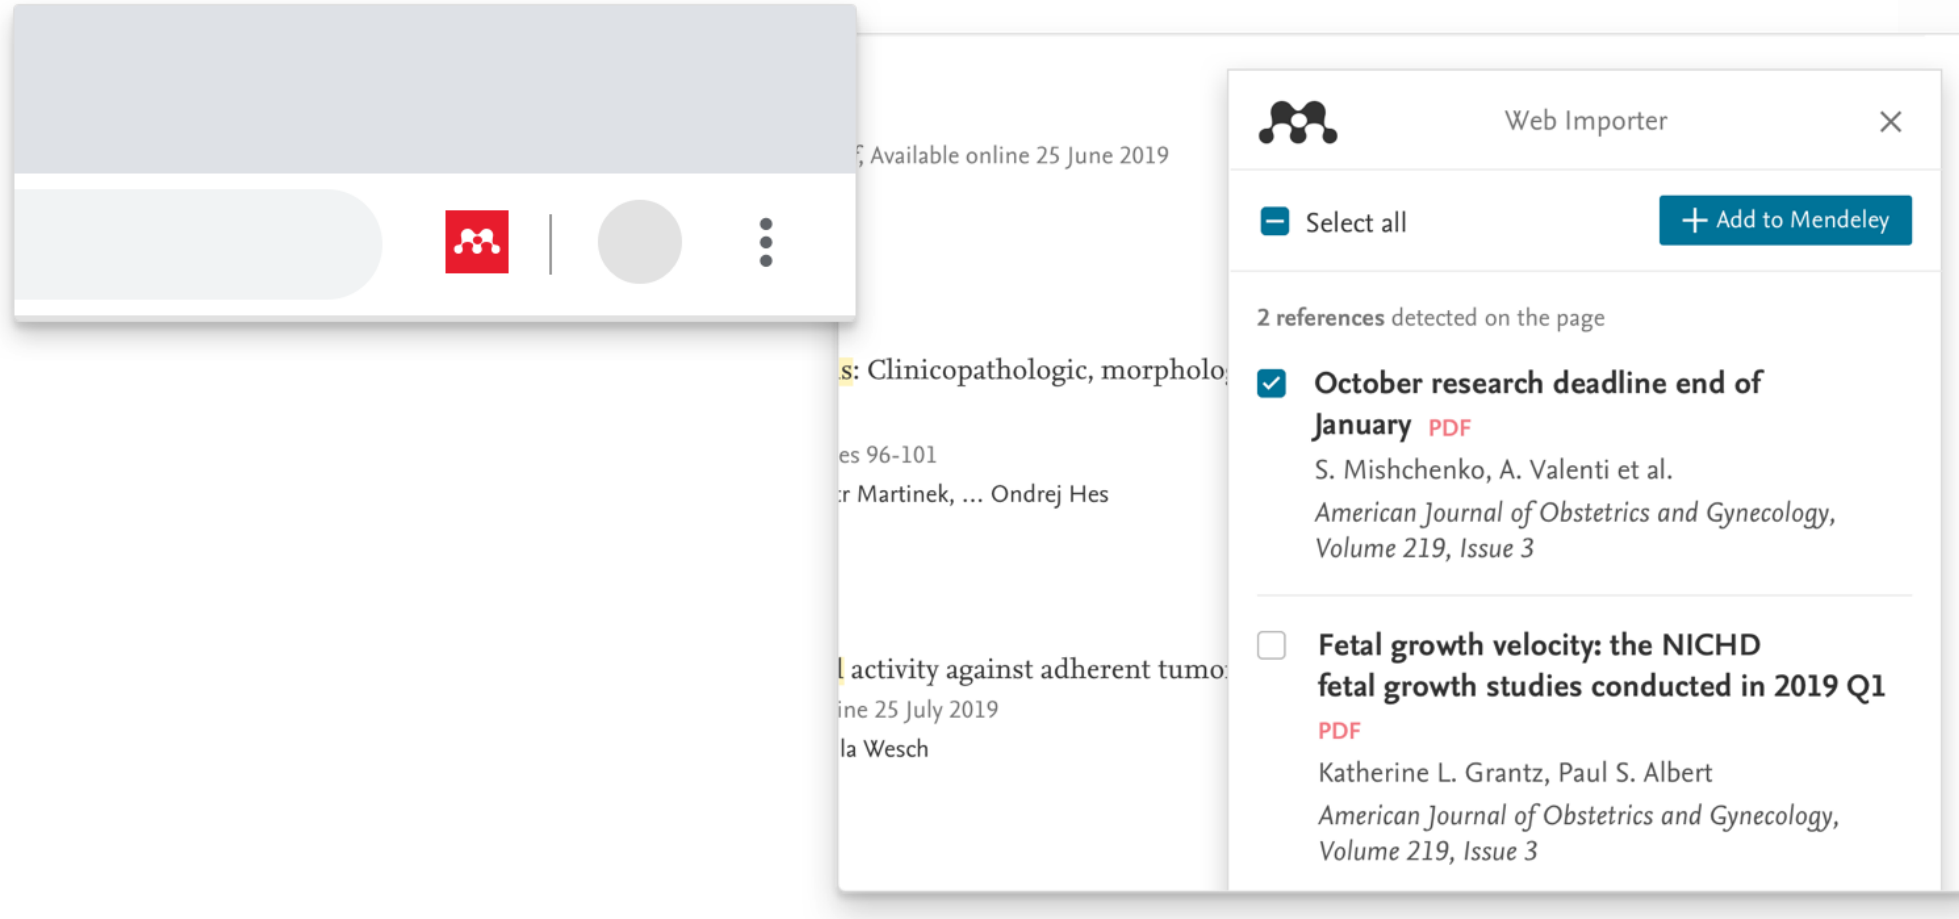 , Available online 25 June 2019
s: Clinicopathologic, morpholo
es 96-101
r Martinek, ... Ondrej Hes
l activity against adherent tumo
ine 25 July 2019
la Wesch
Web Importer
Select all
Add to Mendeley
2 references detected on the page
October research deadline end of
January PDF
S. Mishchenko, A. Valenti et al.
American Journal of Obstetrics and Gynecology,
Volume 219, Issue 3
Fetal growth velocity: the NICHD
fetal growth studies conducted in 2019 Q1
PDF
Katherine L. Grantz, Paul S. Albert
American Journal of Obstetrics and Gynecology,
Volume 219, Issue 3